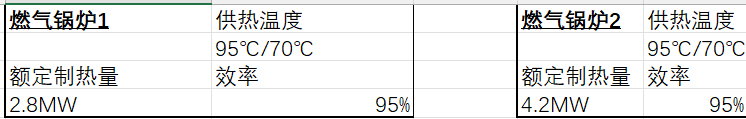 燃气锅炉1 供热温度 燃气锅炉2 供热温度
95℃/70℃ 95℃/70℃
额定制热量 效率 额定制热量 效率
2.8MW 95% 4.2MW 95%